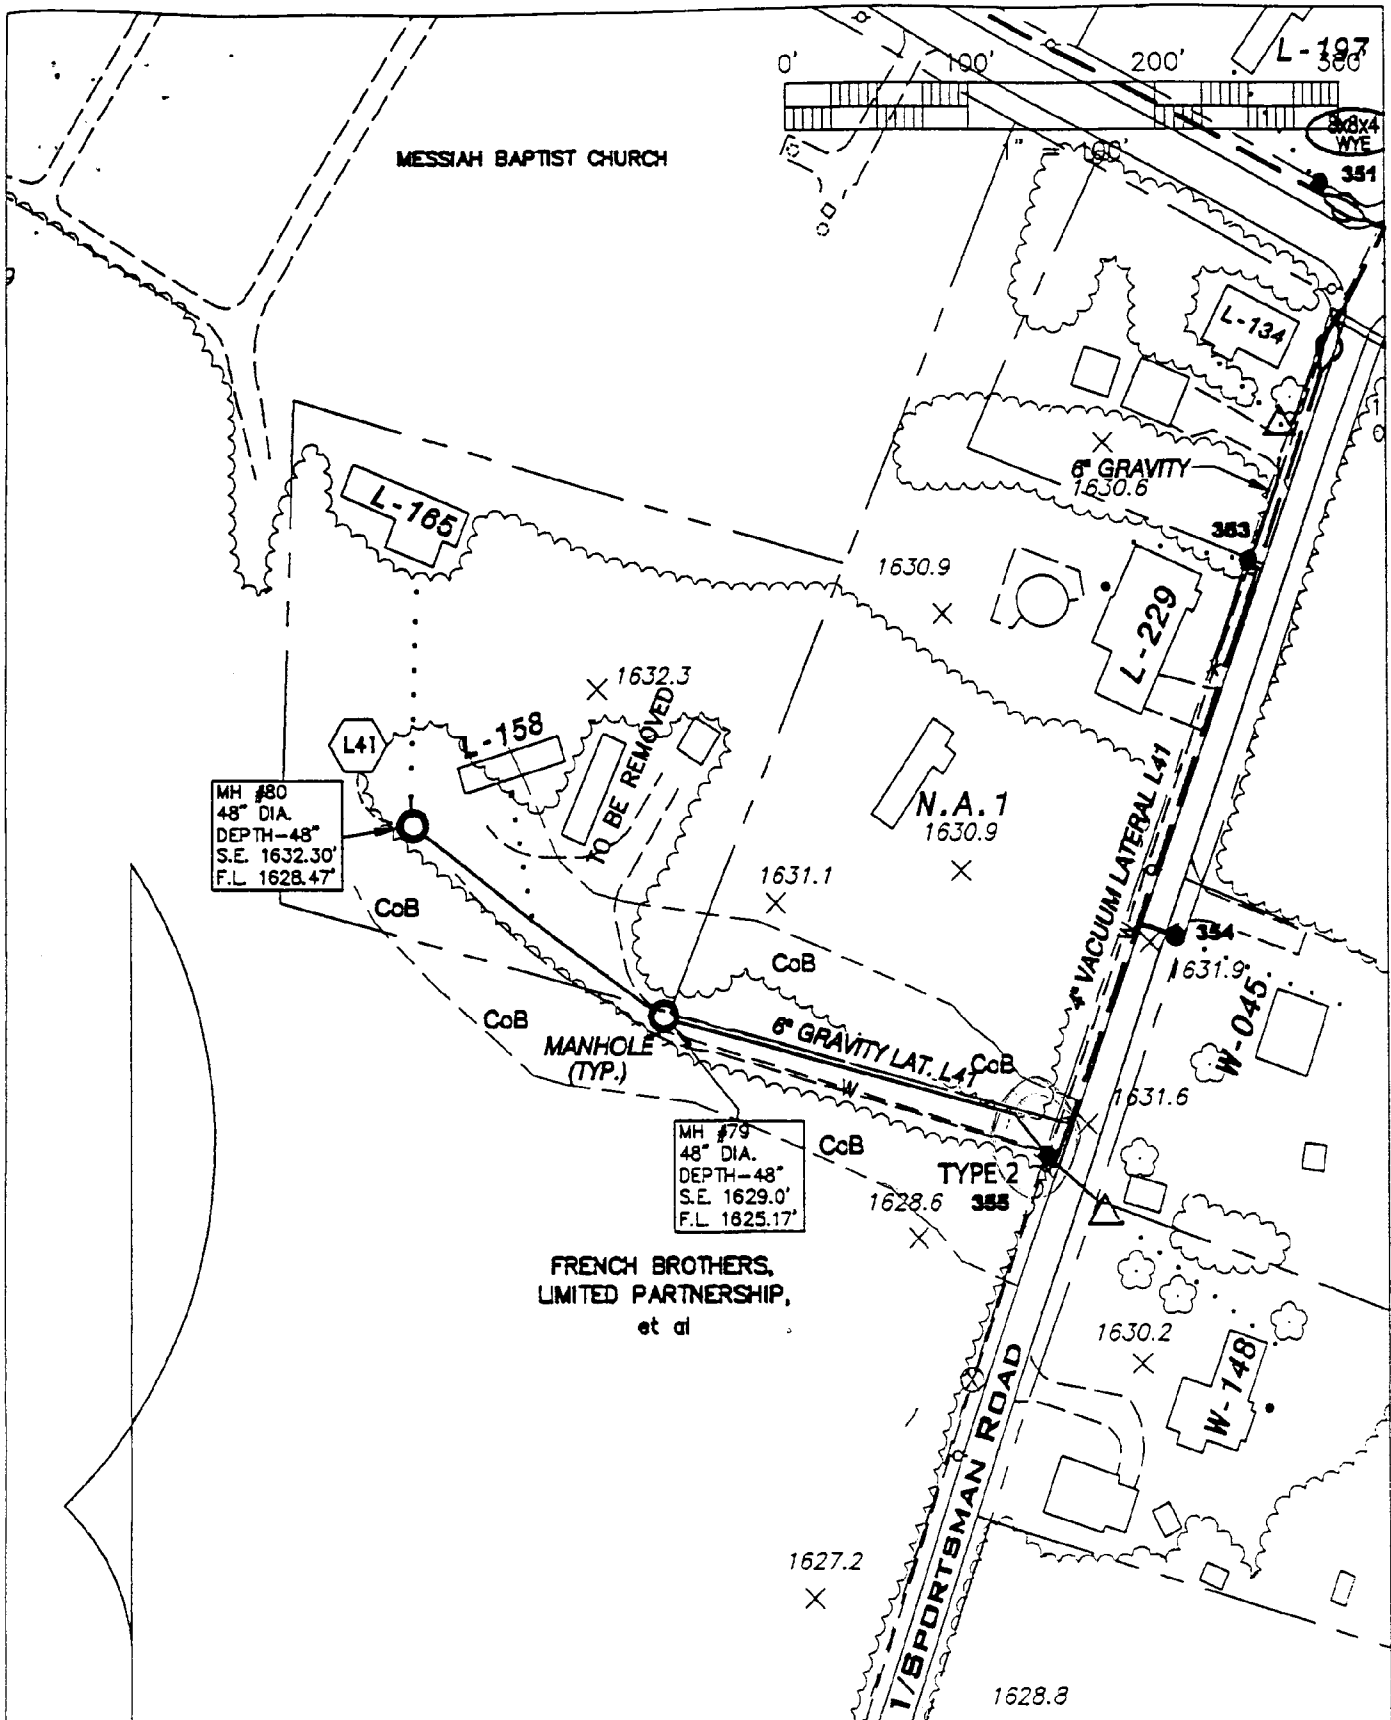 L-197
0'
100'
200'
300'
8x8x4
WYE
1" = 100'
351
MESSIAH BAPTIST CHURCH
L-134
6" GRAVITY
1630.6
L-165
353
1630.9
L-229
1632.3
L-158
TO BE REMOVED
L41
MH #80
48" DIA.
DEPTH-48"
S.E. 1632.30'
F.L. 1628.47'
N.A.1
1630.9
4" VACUUM LATERAL L41
1631.1
CoB
W
354
CoB
1631.9
W-045
CoB
MANHOLE
(TYP.)
6" GRAVITY LAT. L41
CoB
W
1631.6
MH #79
48" DIA.
DEPTH-48"
S.E. 1629.0'
F.L. 1625.17'
CoB
TYPE 2
355
1628.6
FRENCH BROTHERS,
LIMITED PARTNERSHIP,
et al
1630.2
W-148
1627.2
SPORTSMAN ROAD
1628.8